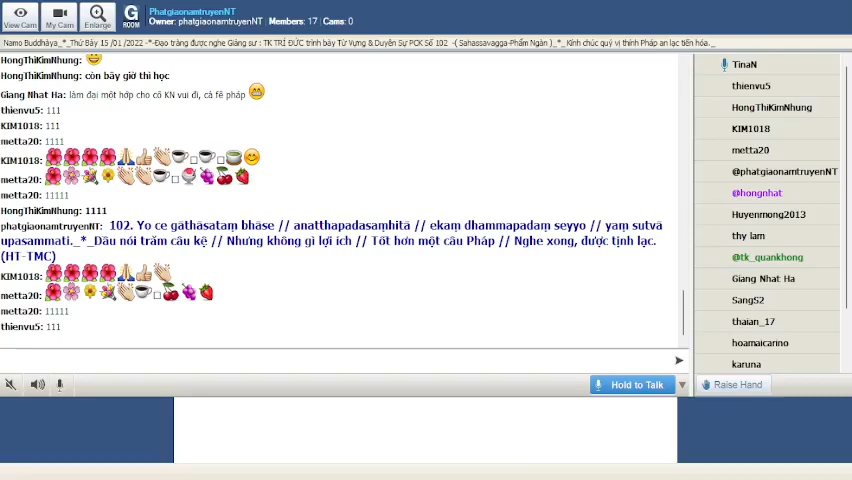 View Cam
My Cam
Enlarge
G
ROOM
PhatgiaonamtruyenNT
Owner: phatgiaonamtruyenNT | Members: 17 | Cams: 0
Namo Buddhàya_*_Thứ Bảy 15 /01 /2022 -*-Đạo tràng được nghe Giảng sư : TK TRÍ ĐỨC trình bày Từ Vựng & Duyên Sự PCK Số 102 -( Sahassavagga-Phẩm Ngàn )_*_Kính chúc quý vị thính Pháp an lạc tiến hóa._
HongThiKimNhung:
HongThiKimNhung: còn bây giờ thì học
Giang Nhat Ha: làm đại một hớp cho cô KN vui đi, cà fê pháp
thienvu5: 111
KIM1018: 111
metta20: 1111
KIM1018:
metta20:
metta20: 11111
HongThiKimNhung: 1111
phatgiaonamtruyenNT: 102. Yo ce gāthāsataṃ bhāse // anatthapadasaṃhitā // ekaṃ dhammapadaṃ seyyo // yaṃ sutvā
upasammati._*_Dầu nói trăm câu kệ // Nhưng không gì lợi ích // Tốt hơn một câu Pháp // Nghe xong, được tịnh lạc.
(HT-TMC)
KIM1018:
metta20:
metta20: 11111
thienvu5: 111
Hold to Talk
TinaN
thienvu5
HongThiKimNhung
KIM1018
metta20
@phatgiaonamtruyenNT
@hongnhat
Huyenmong2013
thy lam
@tk_quankhong
Giang Nhat Ha
SangS2
thaian_17
hoamaicarino
karuna
Raise Hand